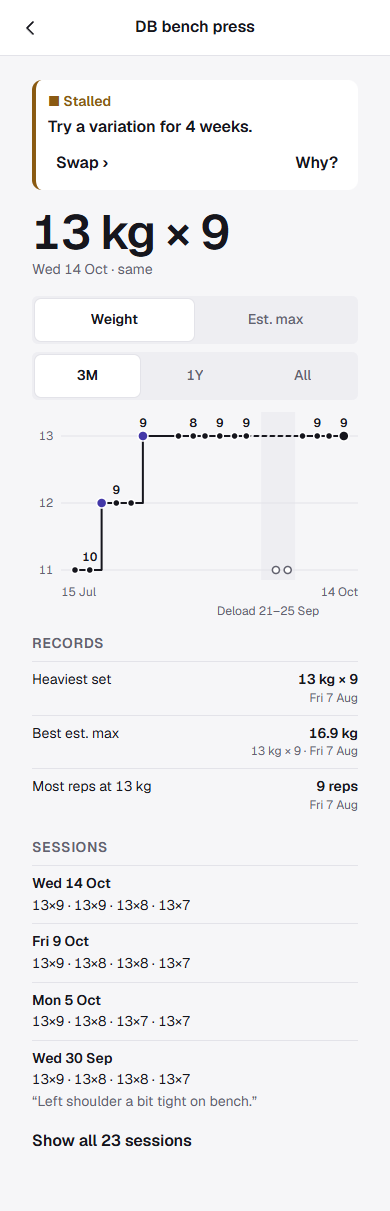 DB bench press
Stalled
Try a variation for 4 weeks.
Swap ›
Why?
13 kg × 9
Wed 14 Oct · same
Weight
Est. max
3M
1Y
All
9 8 9 9 9 9
13
9
12
10
11
15 Jul
14 Oct
Deload 21–25 Sep
RECORDS
Heaviest set
13 kg × 9
Fri 7 Aug
Best est. max
16.9 kg
13 kg × 9 · Fri 7 Aug
Most reps at 13 kg
9 reps
Fri 7 Aug
SESSIONS
Wed 14 Oct
13×9 · 13×9 · 13×8 · 13×7
Fri 9 Oct
13×9 · 13×8 · 13×8 · 13×7
Mon 5 Oct
13×9 · 13×8 · 13×7 · 13×7
Wed 30 Sep
13×9 · 13×8 · 13×8 · 13×7
“Left shoulder a bit tight on bench.”
Show all 23 sessions